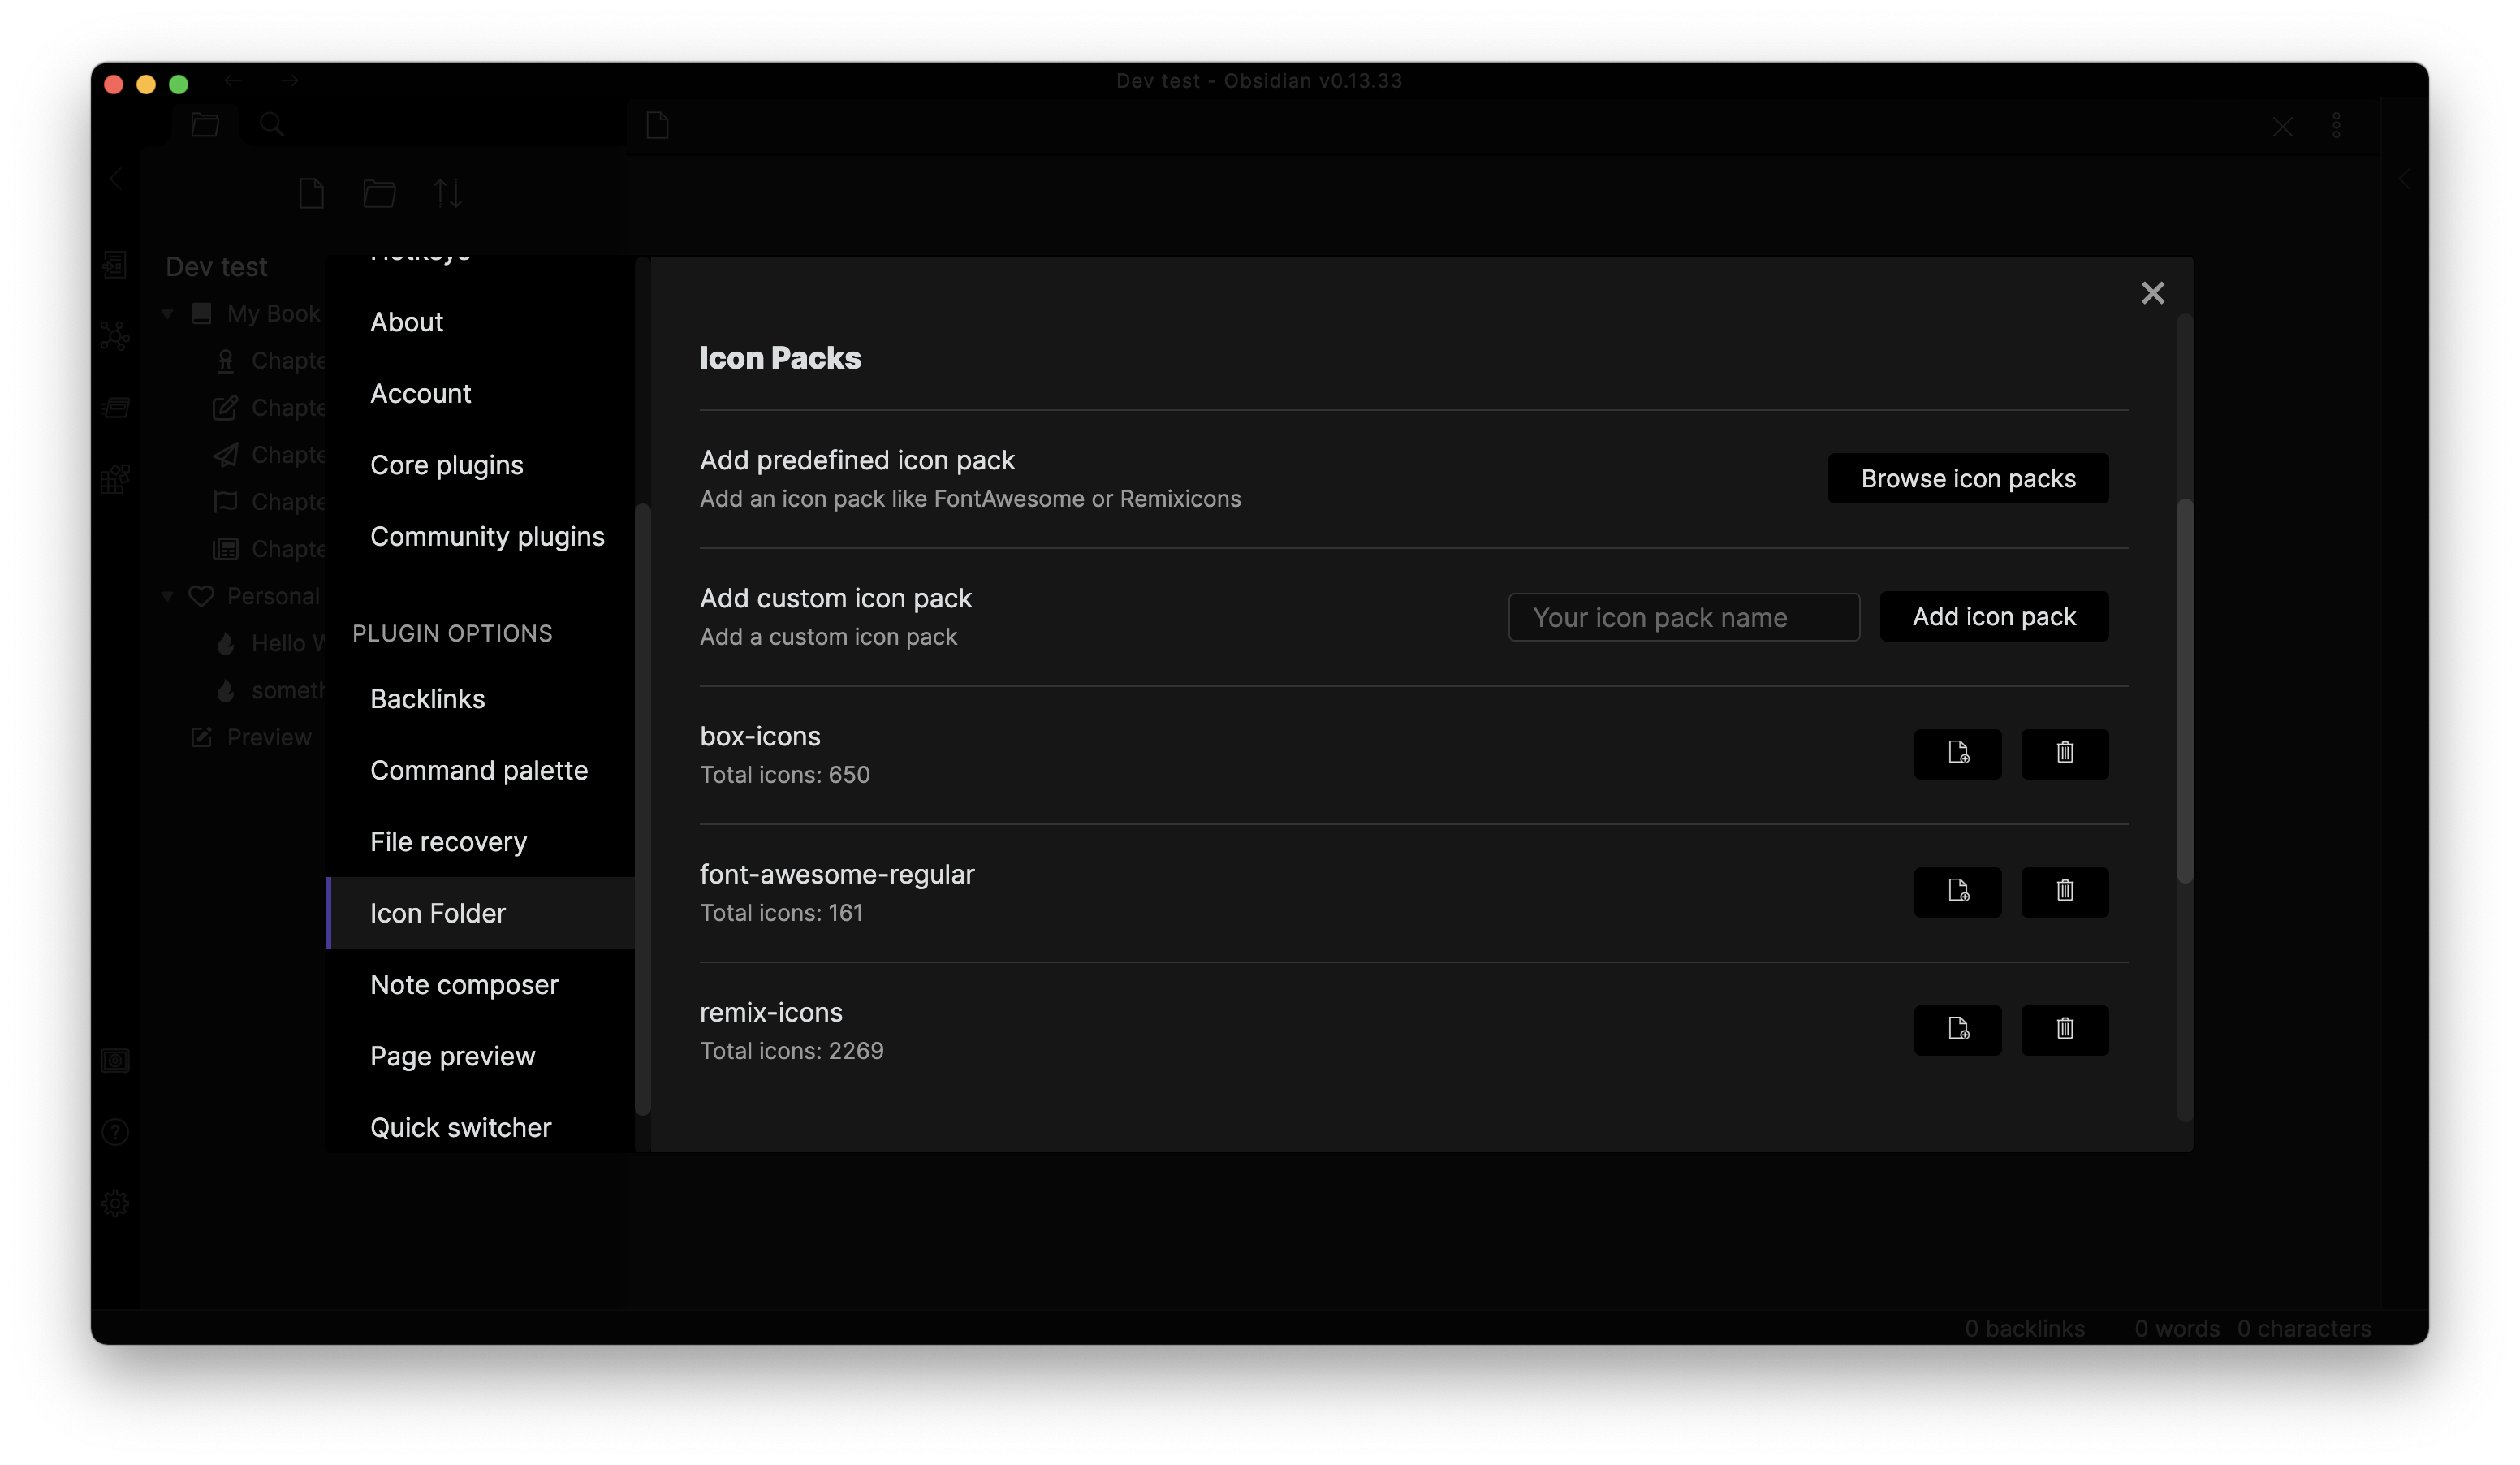 Dev test - Obsidian v0.13.33
Dev test
My Book
Chapte
Chapte
Chapte
Chapte
Chapte
Personal
Hello W
someth
Preview
Hotkeys
About
Account
Core plugins
Community plugins
PLUGIN OPTIONS
Backlinks
Command palette
File recovery
Icon Folder
Note composer
Page preview
Quick switcher
Icon Packs
Add predefined icon pack
Add an icon pack like FontAwesome or Remixicons
Browse icon packs
Add custom icon pack
Add a custom icon pack
Your icon pack name
Add icon pack
box-icons
Total icons: 650
font-awesome-regular
Total icons: 161
remix-icons
Total icons: 2269
0 backlinks 0 words 0 characters